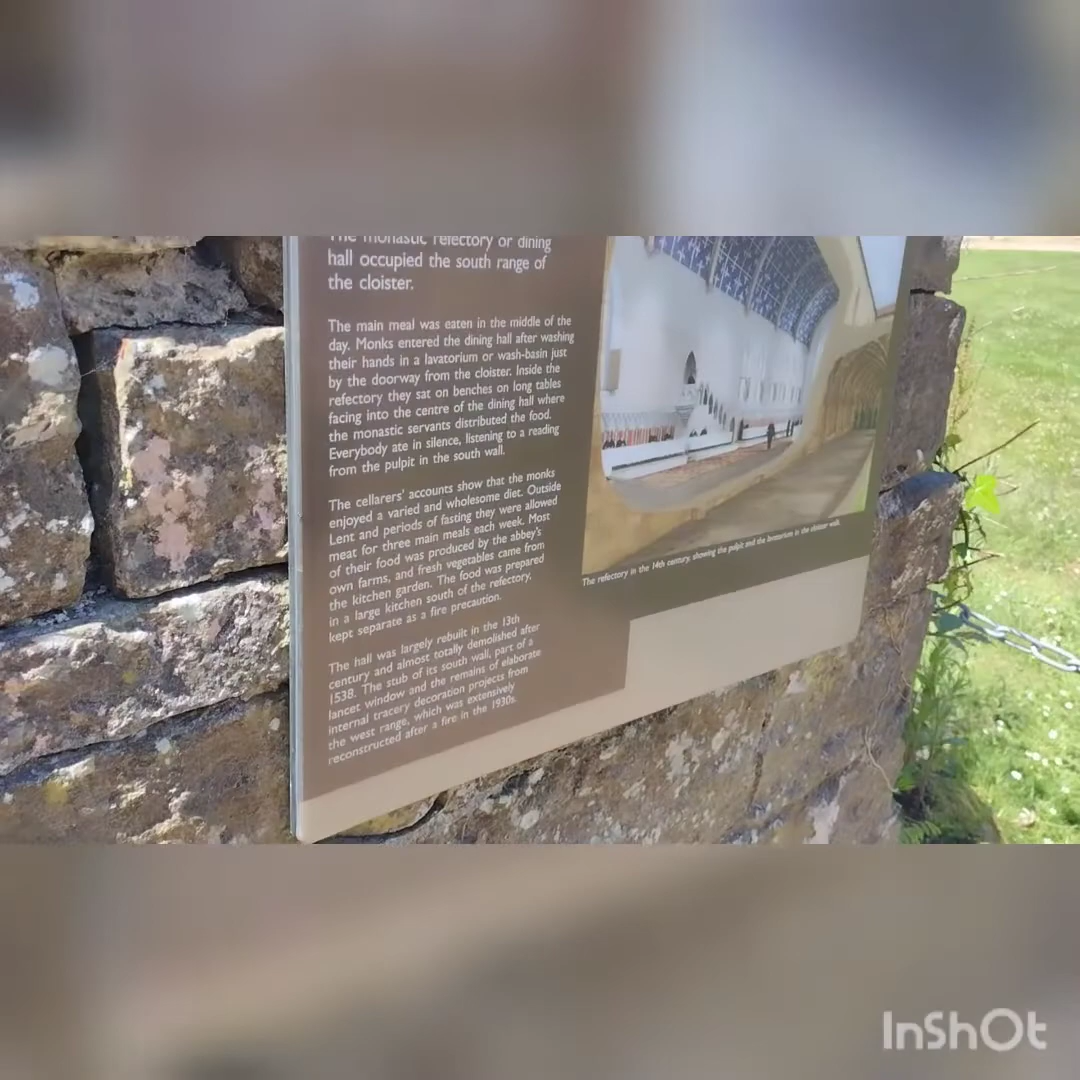 The monastic refectory or dining
hall occupied the south range of
the cloister.
The main meal was eaten in the middle of the
day. Monks entered the dining hall after washing
their hands in a lavatorium or wash-basin just
by the doorway from the cloister. Inside the
refectory they sat on benches on long tables
facing into the centre of the dining hall where
the monastic servants distributed the food.
Everybody ate in silence, listening to a reading
from the pulpit in the south wall.
The cellarers' accounts show that the monks
enjoyed a varied and wholesome diet. Outside
Lent and periods of fasting they were allowed
meat for three main meals each week. Most
of their food was produced by the abbey's
own farms, and fresh vegetables came from
the kitchen garden. The food was prepared
in a large kitchen south of the refectory,
kept separate as a fire precaution.
The hall was largely rebuilt in the 13th
century and almost totally demolished after
1538. The stub of its south wall, part of a
lancet window and the remains of elaborate
internal tracery decoration projects from
the west range, which was extensively
reconstructed after a fire in the 1930s.
The refectory in the 14th century, showing the pulpit and the lavatorium in the cloister walk
InShOt